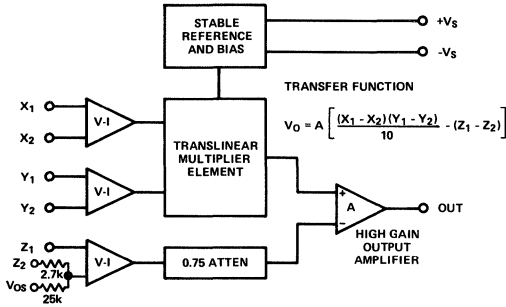 STABLE
REFERENCE
AND BIAS
+VS
-VS
TRANSFER FUNCTION
VO = A [ (X1 - X2)(Y1 - Y2) / 10 - (Z1 - Z2) ]
X1
X2
V-I
TRANSLINEAR
MULTIPLIER
ELEMENT
Y1
Y2
V-I
+
A
−
OUT
HIGH GAIN
OUTPUT
AMPLIFIER
Z1
Z2
2.7k
VOS
25k
V-I
0.75 ATTEN